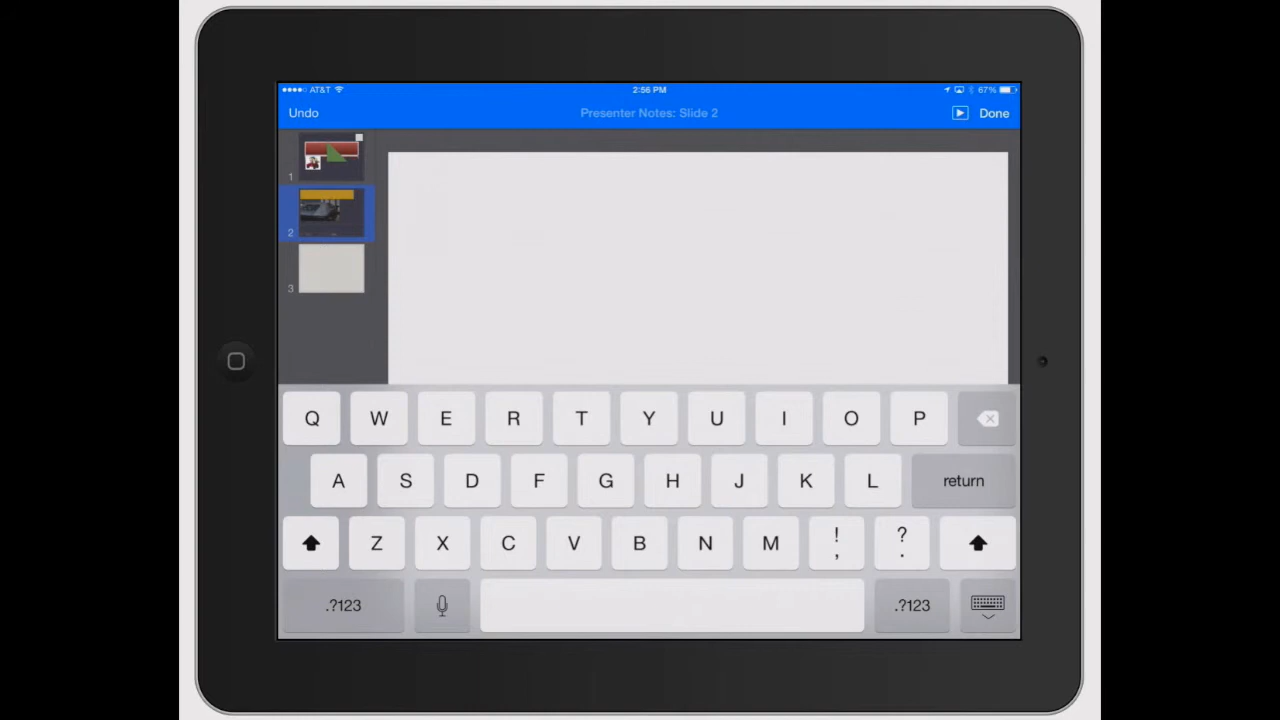 AT&T 2:56 PM 67%
Undo Presenter Notes: Slide 2 Done
1
2
3
Q W E R T Y U I O P
A S D F G H J K L return
Z X C V B N M ! , ? .
.?123 .?123